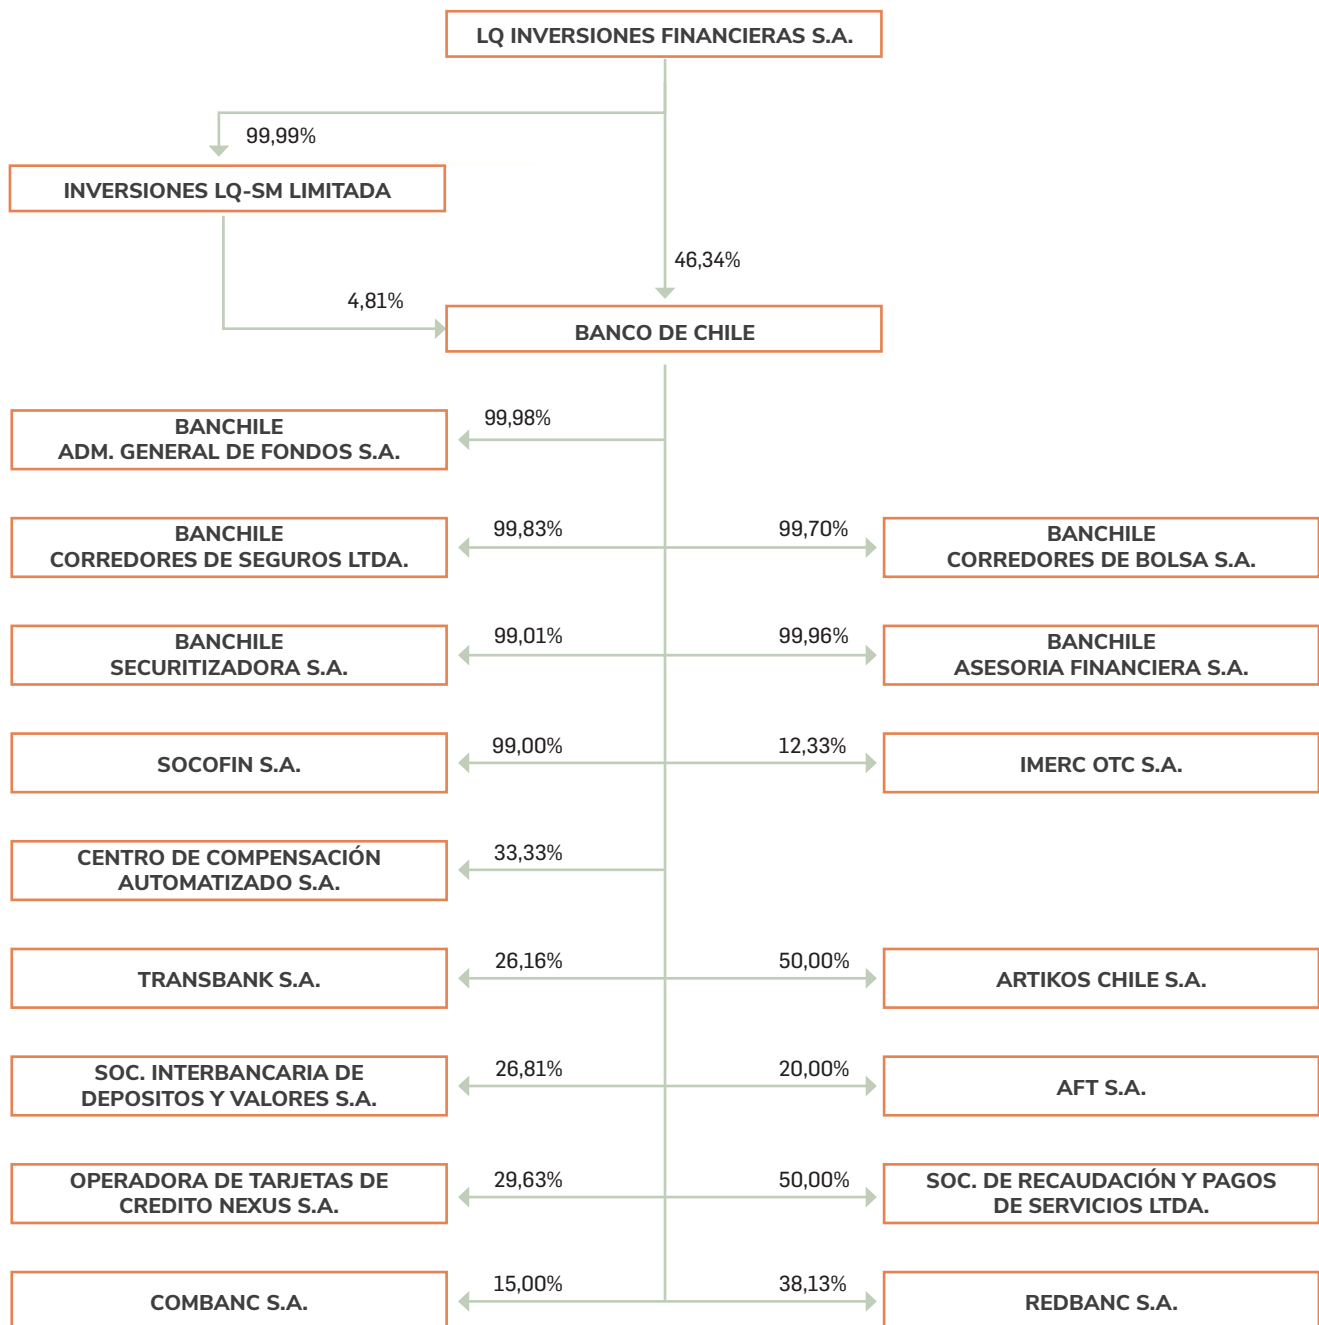 LQ INVERSIONES FINANCIERAS S.A.
99,99%
INVERSIONES LQ-SM LIMITADA
46,34%
4,81%
BANCO DE CHILE
BANCHILE
ADM. GENERAL DE FONDOS S.A.
99,98%
BANCHILE
CORREDORES DE SEGUROS LTDA.
99,83%
99,70%
BANCHILE
CORREDORES DE BOLSA S.A.
BANCHILE
SECURITIZADORA S.A.
99,01%
99,96%
BANCHILE
ASESORIA FINANCIERA S.A.
SOCOFIN S.A.
99,00%
12,33%
IMERC OTC S.A.
CENTRO DE COMPENSACIÓN
AUTOMATIZADO S.A.
33,33%
TRANSBANK S.A.
26,16%
50,00%
ARTIKOS CHILE S.A.
SOC. INTERBANCARIA DE
DEPOSITOS Y VALORES S.A.
26,81%
20,00%
AFT S.A.
OPERADORA DE TARJETAS DE
CREDITO NEXUS S.A.
29,63%
50,00%
SOC. DE RECAUDACIÓN Y PAGOS
DE SERVICIOS LTDA.
COMBANC S.A.
15,00%
38,13%
REDBANC S.A.